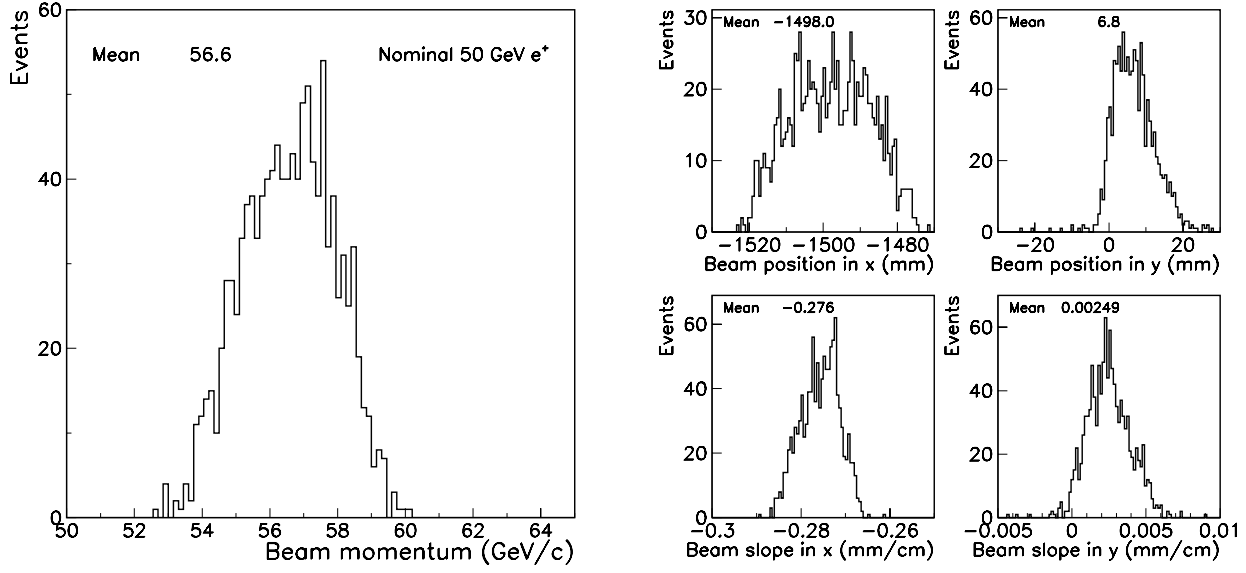 Events
60
40
20
0
Mean 56.6
Nominal 50 GeV e+
50 52 54 56 58 60 62 64
Beam momentum (GeV/c)
Events
30
20
10
0
Mean −1498.0
−1520 −1500 −1480
Beam position in x (mm)
Events
60
40
20
0
Mean 6.8
−20 0 20
Beam position in y (mm)
Events
60
40
20
0
Mean −0.276
−0.3 −0.28 −0.26
Beam slope in x (mm/cm)
Events
60
40
20
0
Mean 0.00249
−0.005 0 0.005 0.01
Beam slope in y (mm/cm)